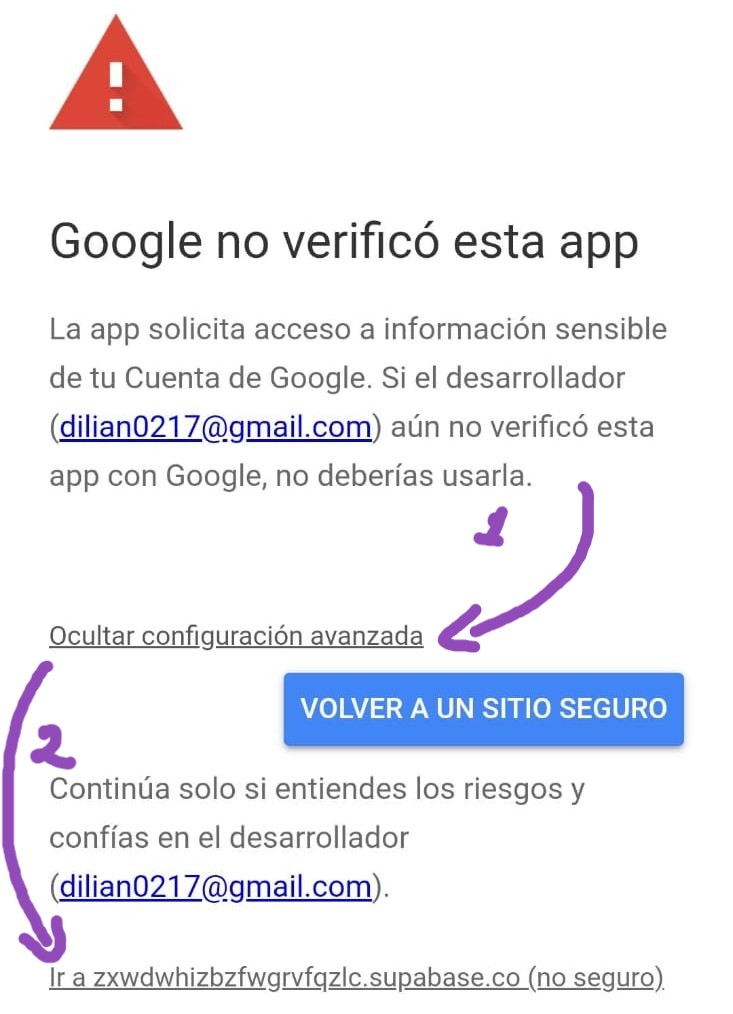 Google no verificó esta app
La app solicita acceso a información sensible
de tu Cuenta de Google. Si el desarrollador
(dilian0217@gmail.com) aún no verificó esta
app con Google, no deberías usarla.
1
Ocultar configuración avanzada
VOLVER A UN SITIO SEGURO
2
Continúa solo si entiendes los riesgos y
confías en el desarrollador
(dilian0217@gmail.com).
Ir a zxwdwhizbzfwgrvfqzlc.supabase.co (no seguro)